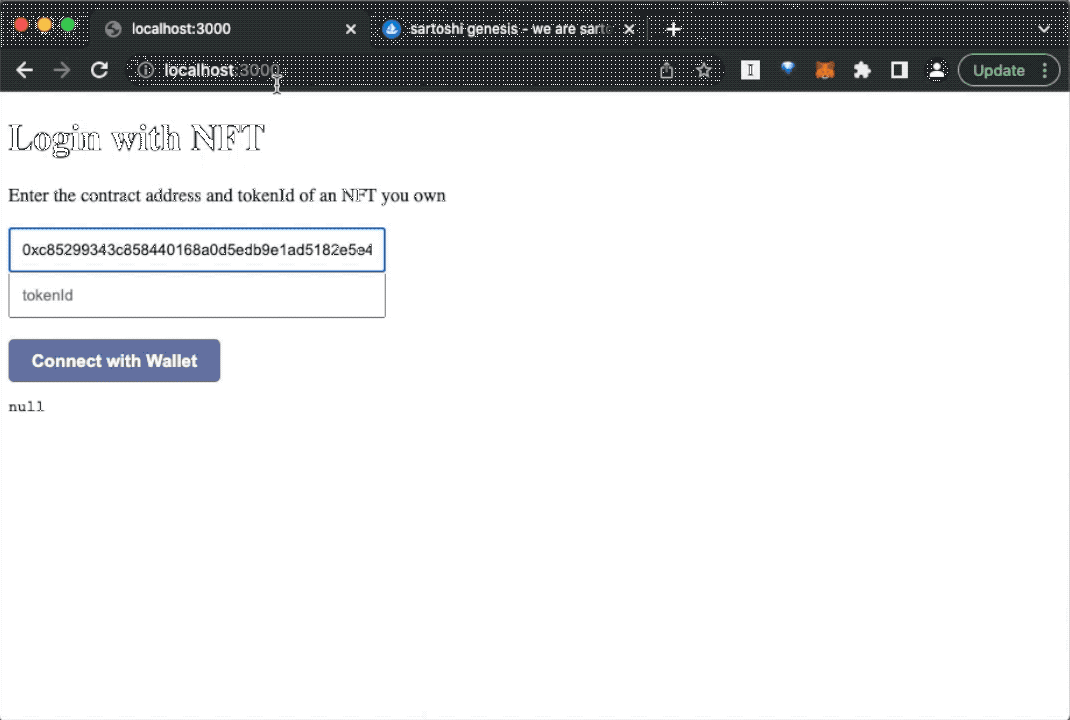 localhost:3000
sartoshi genesis - we are sart
localhost:3000
Update
Login with NFT
Enter the contract address and tokenId of an NFT you own
0xc85299343c858440168a0d5edb9e1ad5182e5e4
tokenId
Connect with Wallet
null